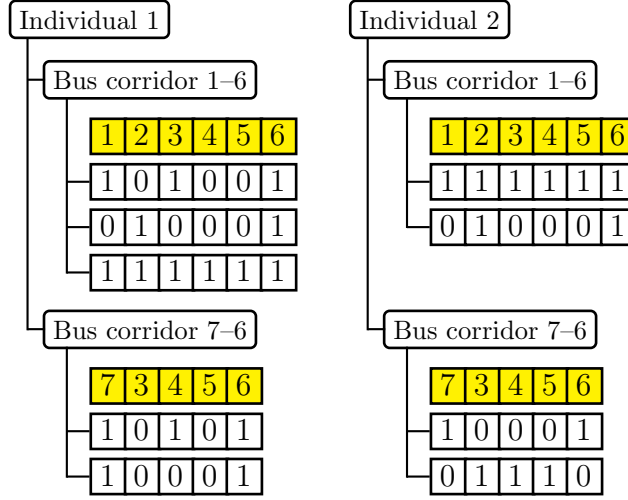 Individual 1
Bus corridor 1–6
1 2 3 4 5 6
1 0 1 0 0 1
0 1 0 0 0 1
1 1 1 1 1 1
Bus corridor 7–6
7 3 4 5 6
1 0 1 0 1
1 0 0 0 1
Individual 2
Bus corridor 1–6
1 2 3 4 5 6
1 1 1 1 1 1
0 1 0 0 0 1
Bus corridor 7–6
7 3 4 5 6
1 0 0 0 1
0 1 1 1 0